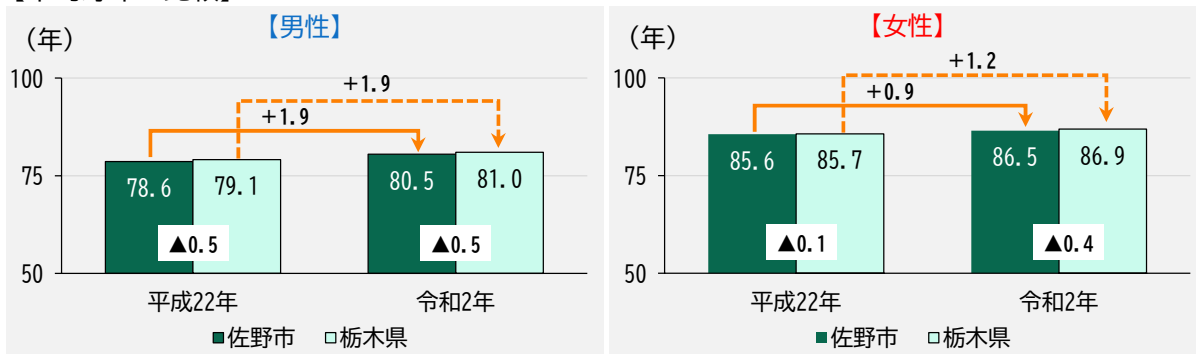 【男性】
（年）
100
75
50
+1.9
+1.9
78.6
79.1
80.5
81.0
▲0.5
▲0.5
平成22年
令和2年
■佐野市 □栃木県
【女性】
（年）
100
75
50
+1.2
+0.9
85.6
85.7
86.5
86.9
▲0.1
▲0.4
平成22年
令和2年
■佐野市 □栃木県